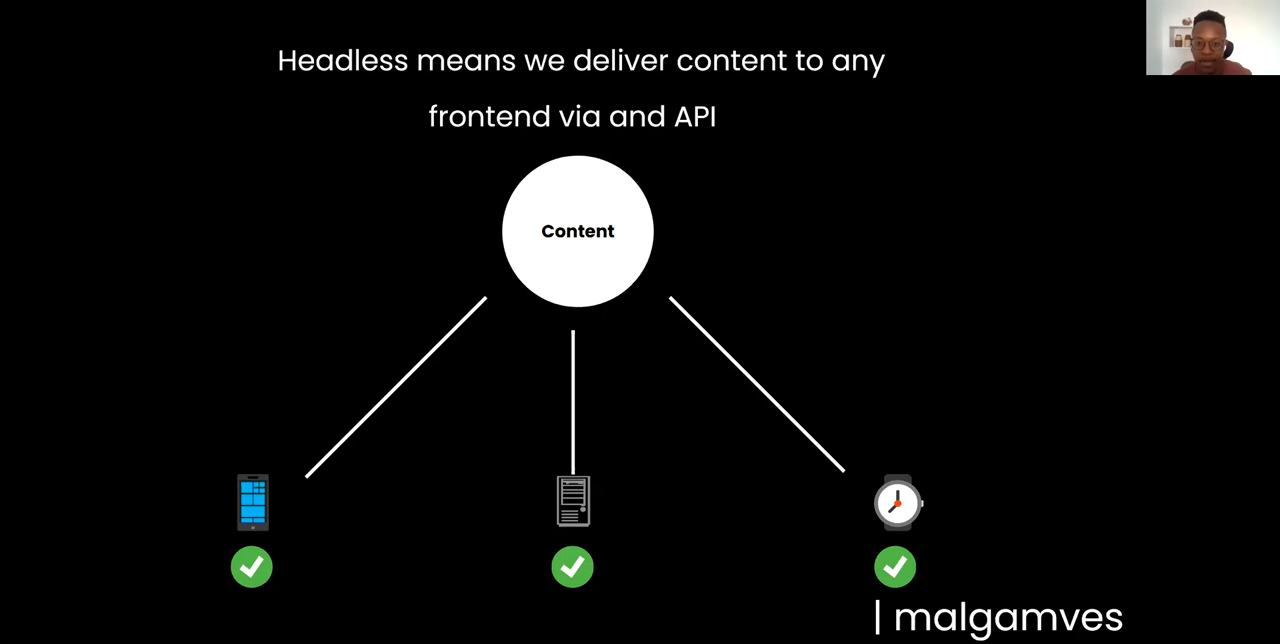 Headless means we deliver content to any
frontend via and API
Content
| malgamves